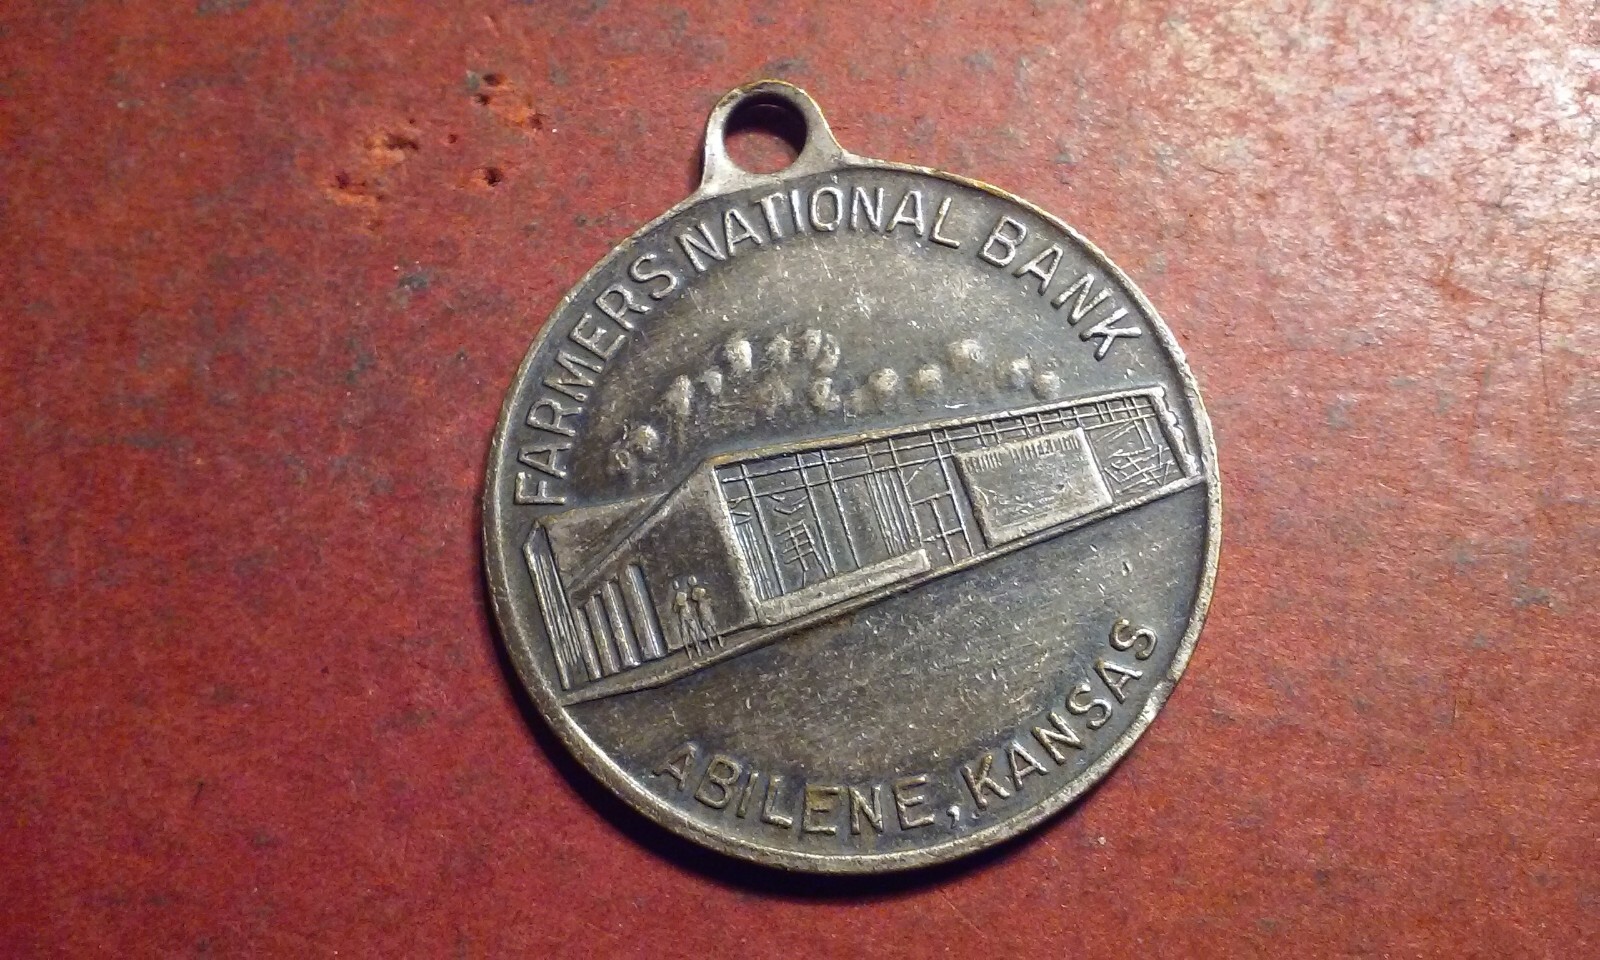 FARMERS NATIONAL BANK
ABILENE, KANSAS